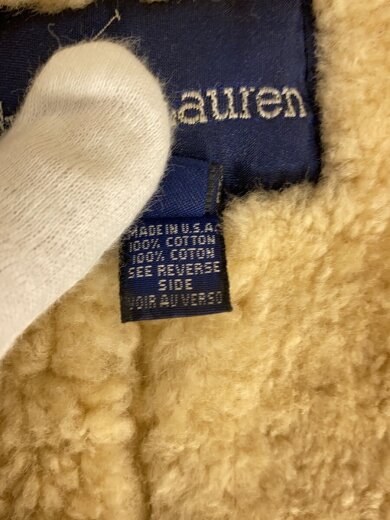 Lauren
MADE IN U.S.A.
100% COTTON
100% COTON
SEE REVERSE
SIDE
VOIR AU VERSO